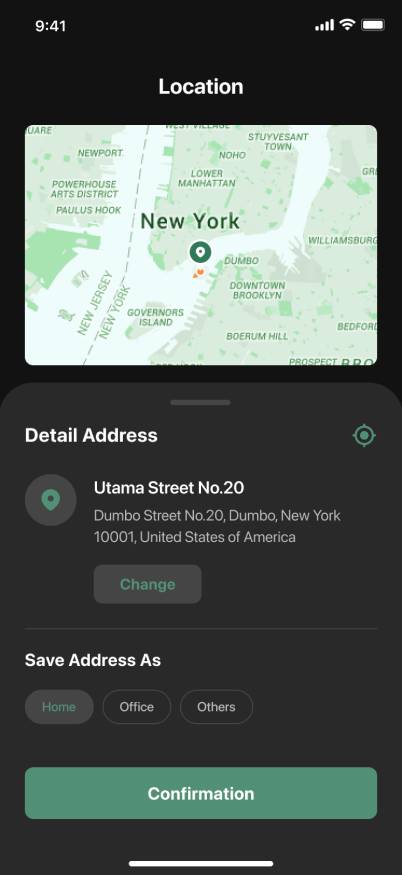 9:41
Location
UARE
WEST VILLAGE
STUYVESANT
TOWN
NEWPORT
NOHO
LOWER
MANHATTAN
POWERHOUSE
ARTS DISTRICT
PAULUS HOOK
New York
WILLIAMSBURG
DUMBO
DOWNTOWN
BROOKLYN
NEW JERSEY
NEW YORK
GOVERNORS
ISLAND
BEDFORD
BOERUM HILL
PROSPECT
Detail Address
Utama Street No.20
Dumbo Street No.20, Dumbo, New York
10001, United States of America
Change
Save Address As
Home
Office
Others
Confirmation